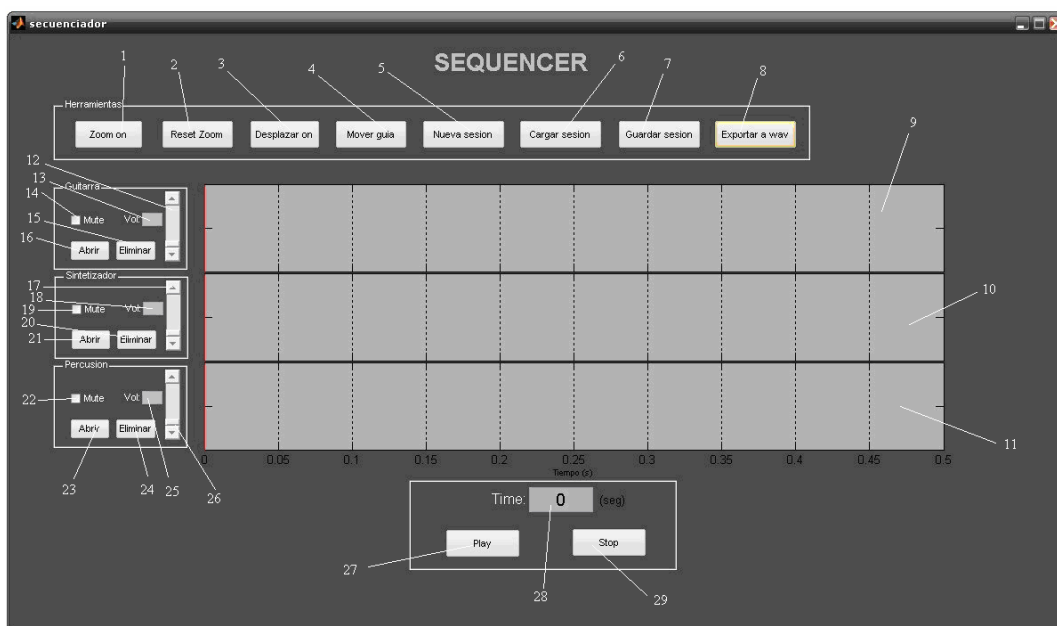 secuenciador
SEQUENCER
1 2 3 4 5 6 7 8
Herramientas
Zoom on Reset Zoom Desplazar on Mover guia Nueva sesion Cargar sesion Guardar sesion Exportar a wav
9
12
13 Guitarra
14 Mute Vol:
15
16 Abrir Eliminar
17 Sintetizador
18
19 Mute Vol:
10
20
21 Abrir Eliminar
Percusion
22 Mute Vol:
Abrir Eliminar
11
0 0.05 0.1 0.15 0.2 0.25 0.3 0.35 0.4 0.45 0.5
Tiempo (s)
23 24 25 26
Time: 0 (seg)
Play Stop
27 28 29